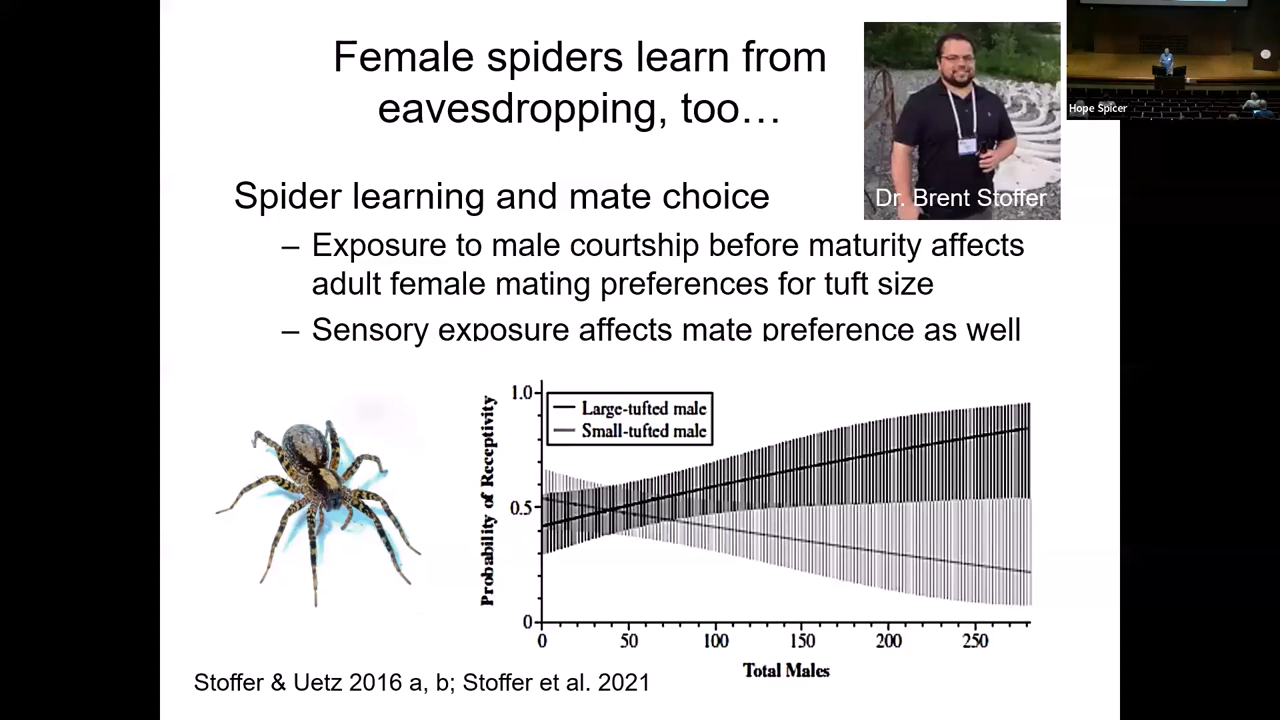 Female spiders learn from
eavesdropping, too…
Hope Spicer
Dr. Brent Stoffer
Spider learning and mate choice
– Exposure to male courtship before maturity affects
adult female mating preferences for tuft size
– Sensory exposure affects mate preference as well
Probability of Receptivity
1.0
0.5
0
Large-tufted male
Small-tufted male
0 50 100 150 200 250
Total Males
Stoffer & Uetz 2016 a, b; Stoffer et al. 2021